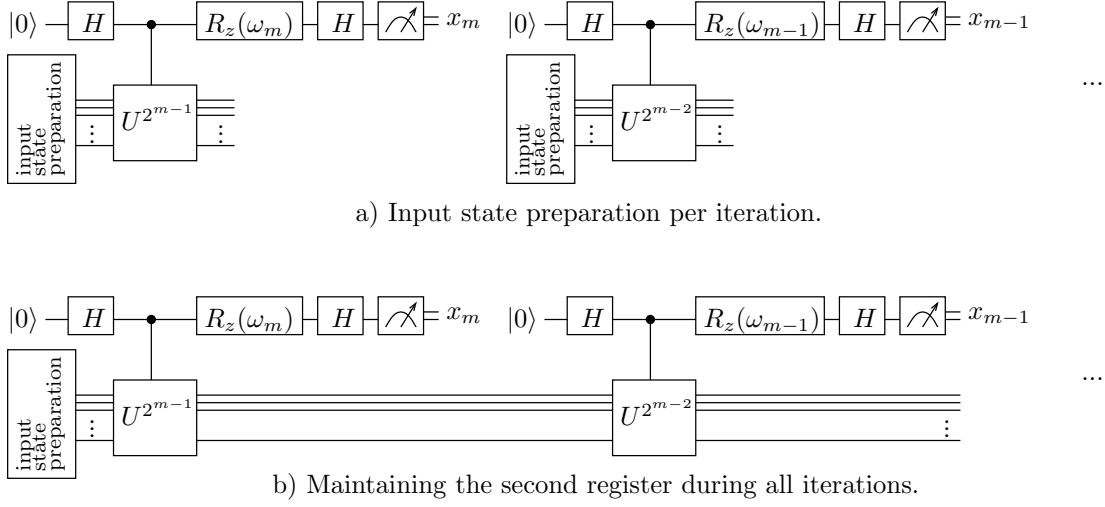 |0⟩ H R_z(ω_m) H x_m |0⟩ H R_z(ω_{m−1}) H x_{m−1}
input
state
preparation
U^{2^{m−1}}
⋮ ⋮
input
state
preparation
U^{2^{m−2}}
⋮ ⋮
...
a) Input state preparation per iteration.
|0⟩ H R_z(ω_m) H x_m |0⟩ H R_z(ω_{m−1}) H x_{m−1}
input
state
preparation
⋮
U^{2^{m−1}} U^{2^{m−2}}
⋮
...
b) Maintaining the second register during all iterations.